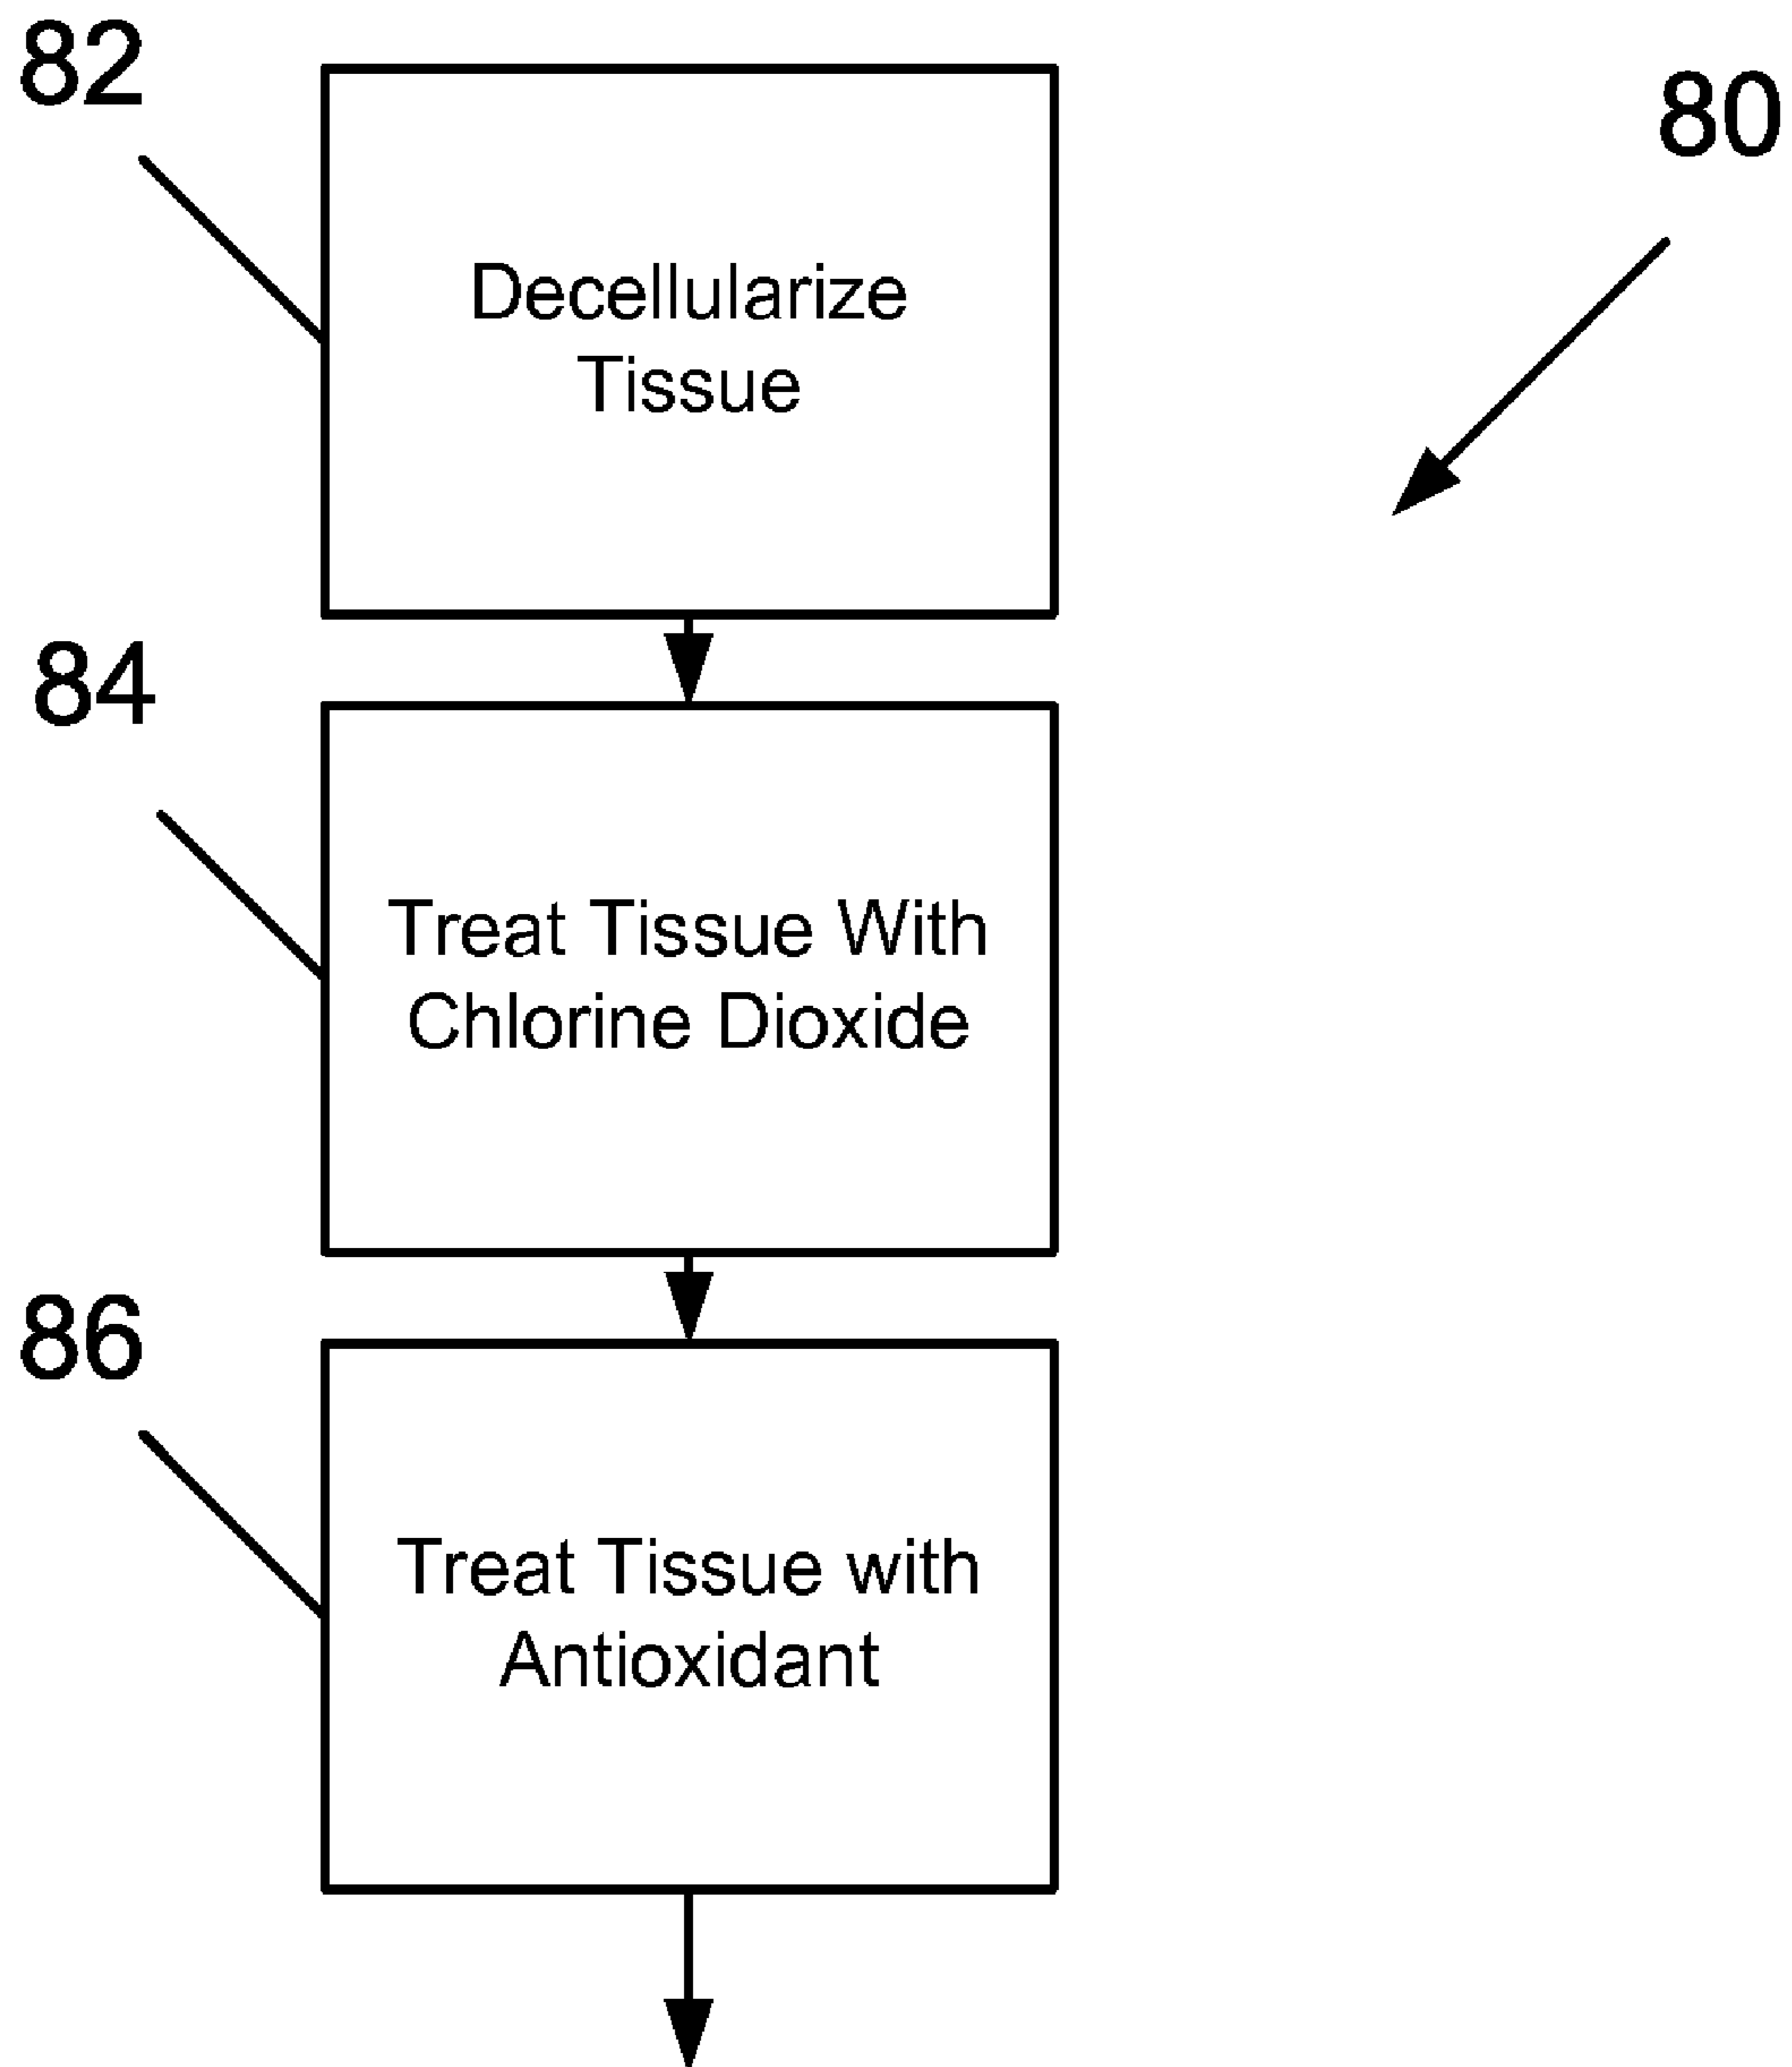 82
80
Decellularize
Tissue
84
Treat Tissue With
Chlorine Dioxide
86
Treat Tissue with
Antioxidant